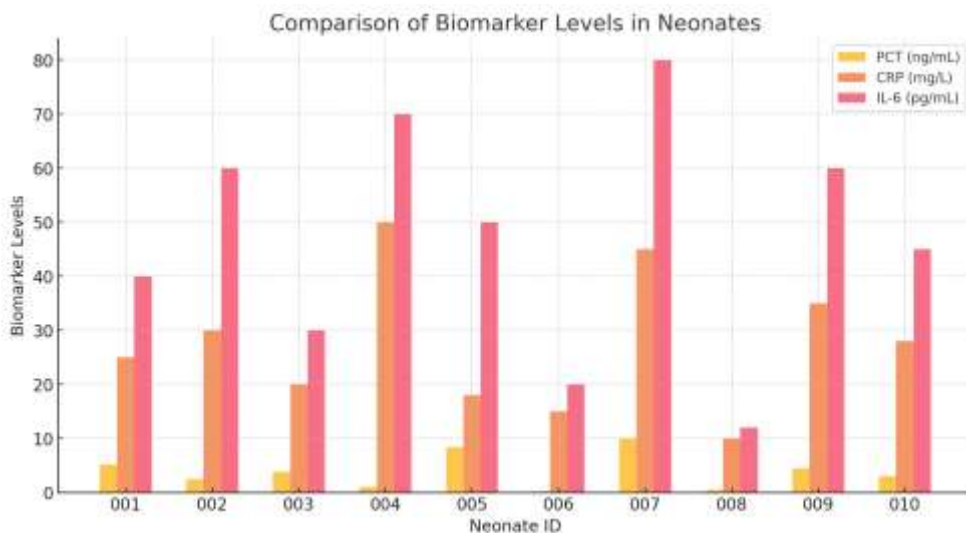 Comparison of Biomarker Levels in Neonates
PCT (ng/mL)
CRP (mg/L)
IL-6 (pg/mL)
Biomarker Levels
80
70
60
50
40
30
20
10
0
001 002 003 004 005 006 007 008 009 010
Neonate ID